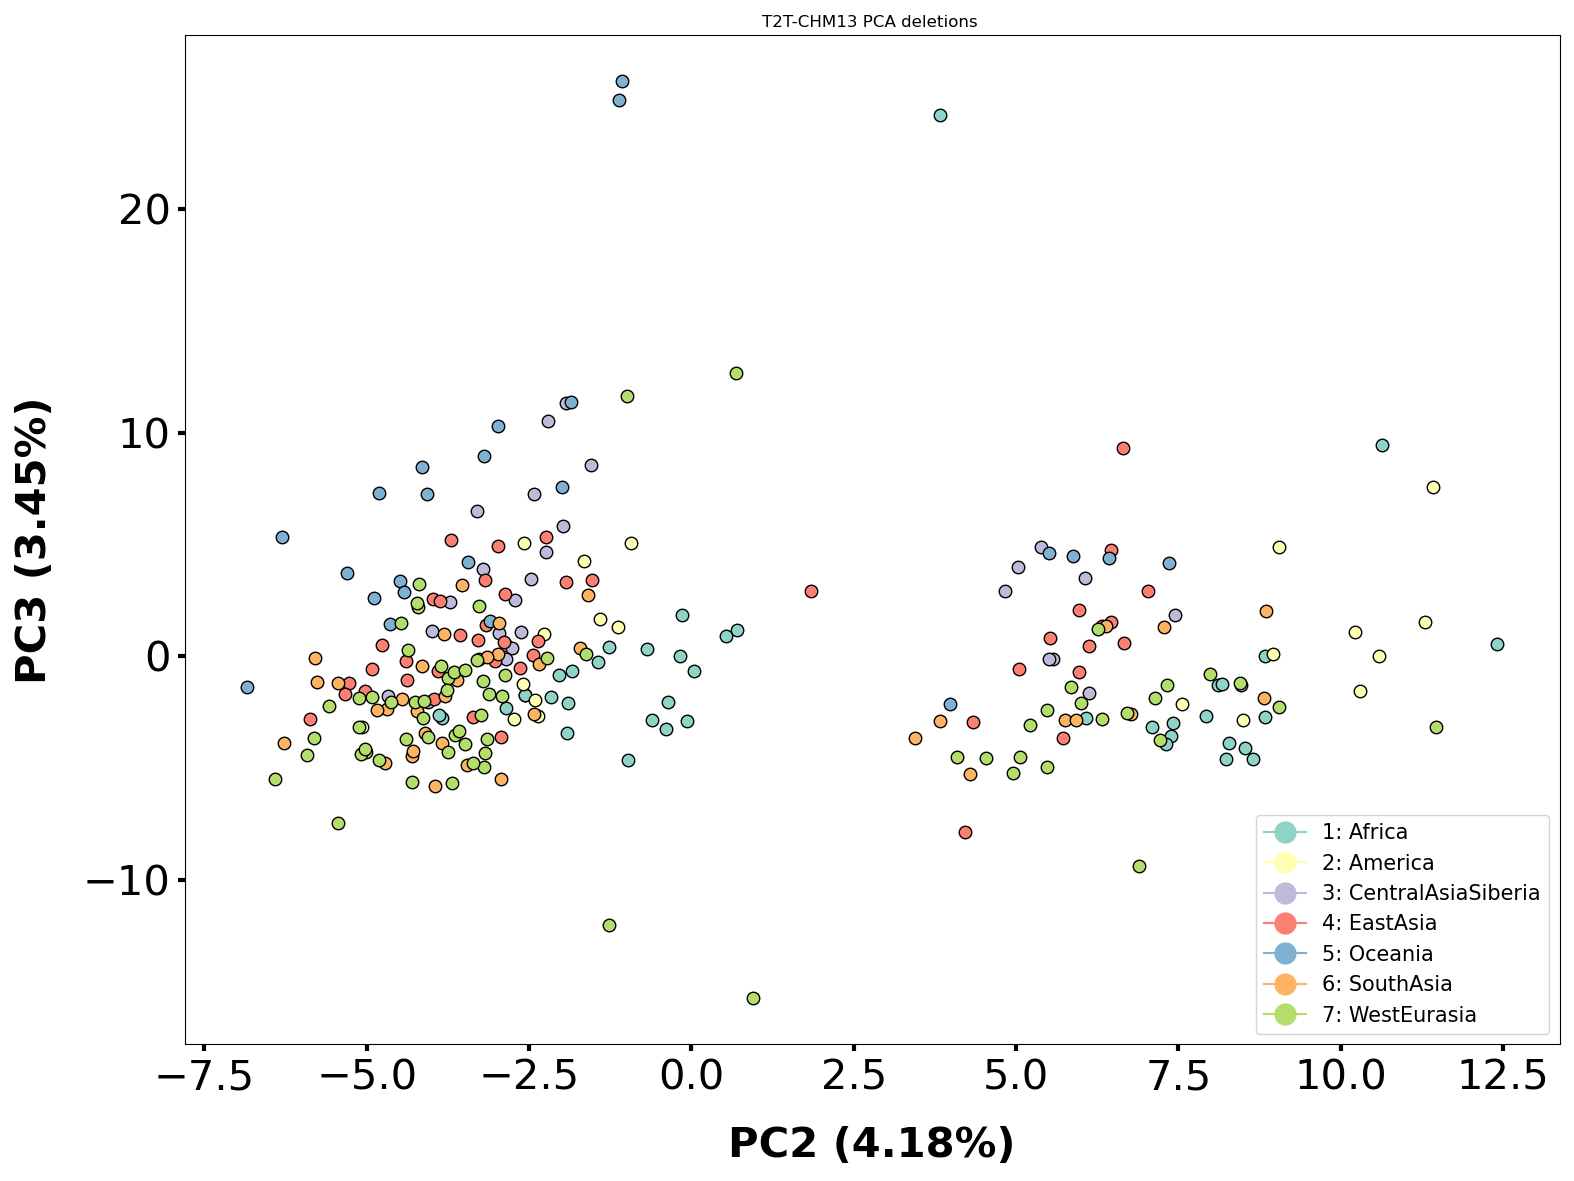 T2T-CHM13 PCA deletions
20
10
0
−10
PC3 (3.45%)
−7.5 −5.0 −2.5 0.0 2.5 5.0 7.5 10.0 12.5
PC2 (4.18%)
1: Africa
2: America
3: CentralAsiaSiberia
4: EastAsia
5: Oceania
6: SouthAsia
7: WestEurasia